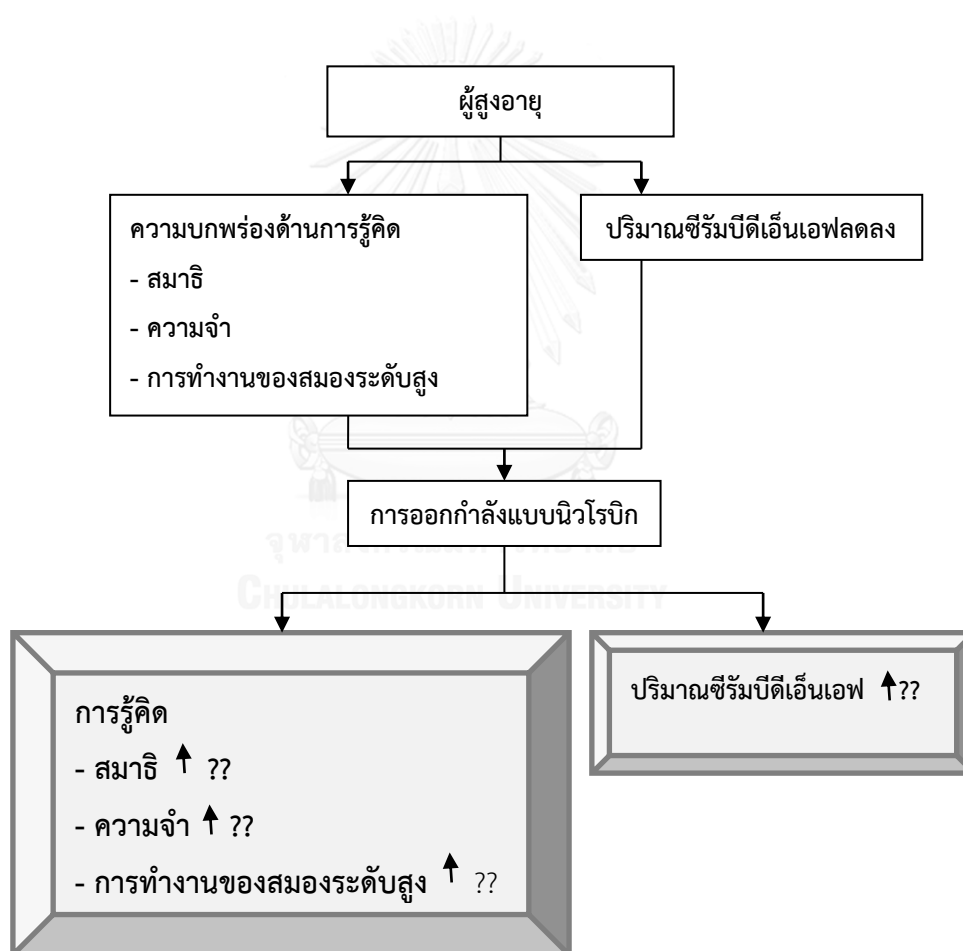 ผู้สูงอายุ
ความบกพร่องด้านการรู้คิด
- สมาธิ
- ความจำ
- การทำงานของสมองระดับสูง
ปริมาณซีรัมบีดีเอ็นเอฟลดลง
การออกกำลังแบบนิวโรบิก
CHULALONGKORN UNIVERSITY
การรู้คิด
- สมาธิ ↑ ??
- ความจำ ↑ ??
- การทำงานของสมองระดับสูง ↑ ??
ปริมาณซีรัมบีดีเอ็นเอฟ ↑??